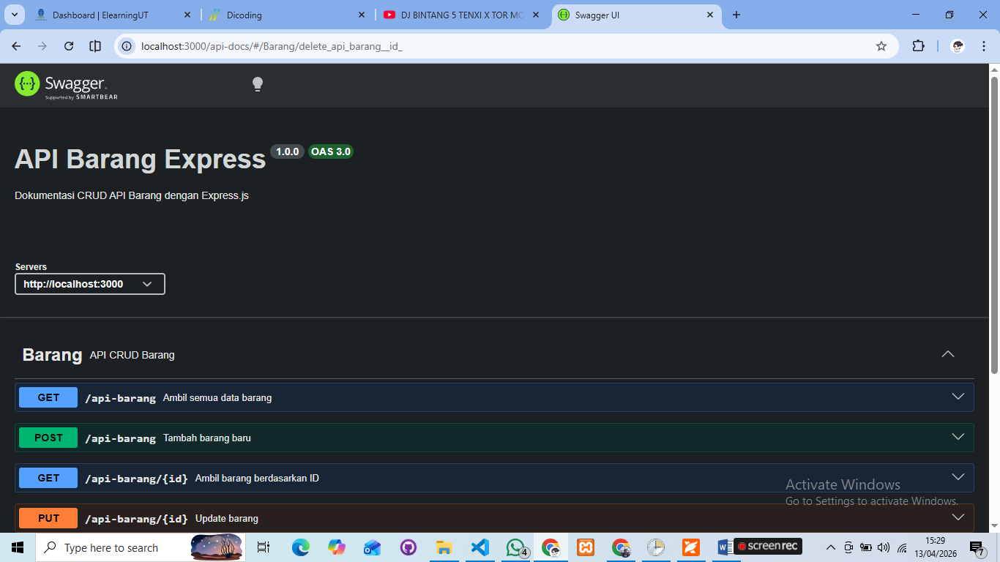 Dashboard | ElearningUT
Dicoding
DJ BINTANG 5 TENXI X TOR MO
Swagger UI
localhost:3000/api-docs/#/Barang/delete_api_barang__id_
Swagger
Supported by SMARTBEAR
API Barang Express 1.0.0 OAS 3.0
Dokumentasi CRUD API Barang dengan Express.js
Servers
http://localhost:3000
Barang API CRUD Barang
GET /api-barang Ambil semua data barang
POST /api-barang Tambah barang baru
GET /api-barang/{id} Ambil barang berdasarkan ID
PUT /api-barang/{id} Update barang
Activate Windows
Go to Settings to activate Windows.
Type here to search
4
screenrec
15:29
13/04/2026
7